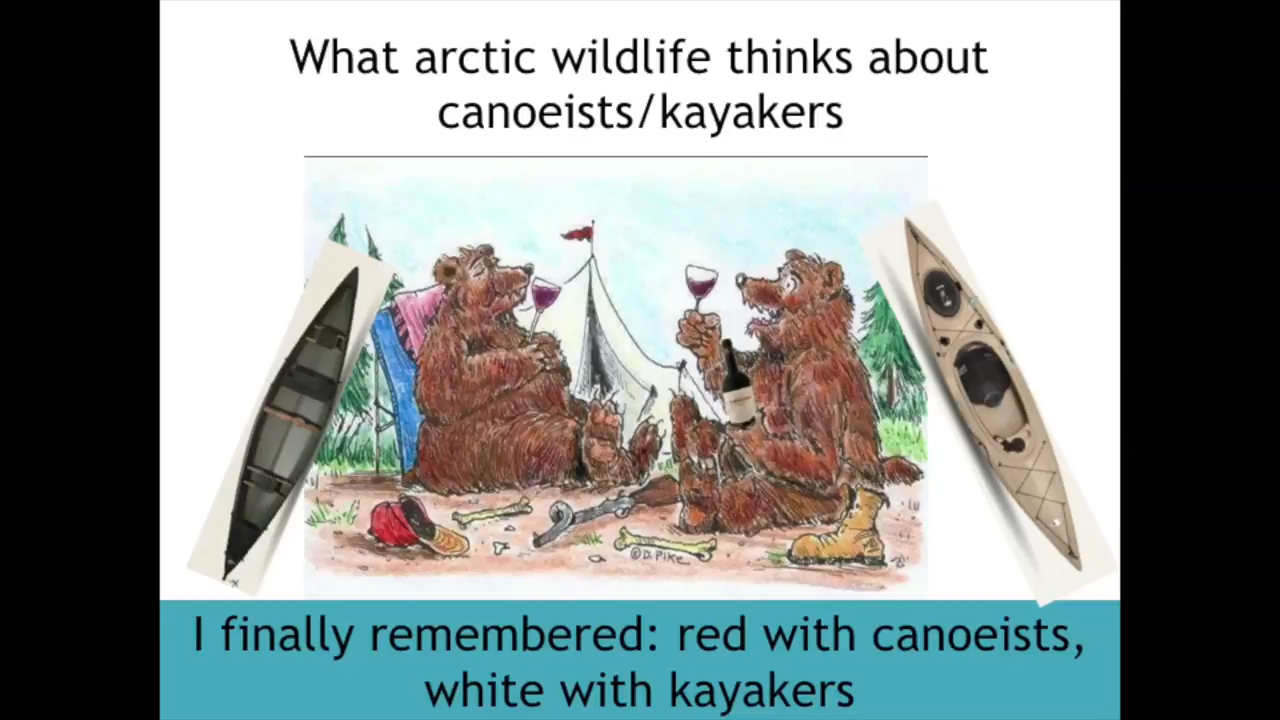 What arctic wildlife thinks about
canoeists/kayakers
©D. PIKE
I finally remembered: red with canoeists,
white with kayakers